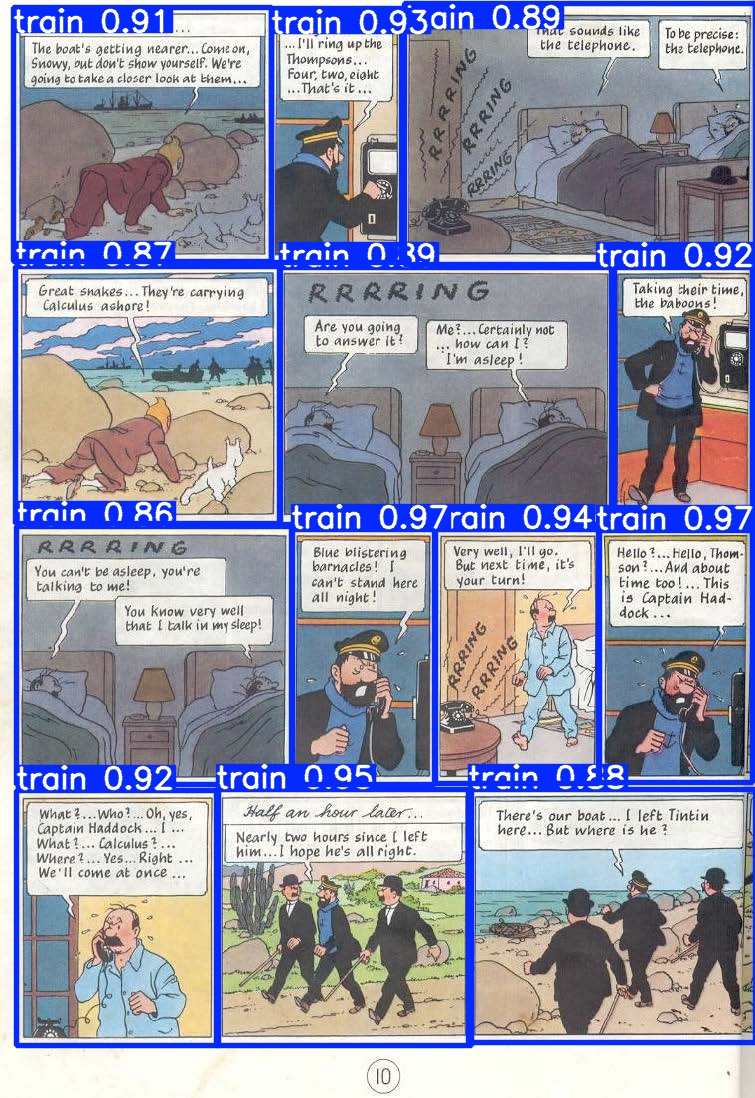 train 0.91
...
The boat's getting nearer... Come on,
Snowy, but don't show yourself. We're
going to take a closer look at them...
train 0.93
... I'll ring up the
Thompsons...
Four, two, eight
...That's it...
ain 0.89
That sounds like
the telephone.
To be precise:
the telephone.
RRRRING
RRRING
RRRING
train 0.87
Great snakes... They're carrying
Calculus ashore!
0.89
RRRRING
Are you going
to answer it?
Me?... Certainly not
... how can I?
I'm asleep!
train 0.92
Taking their time,
the baboons!
train 0.86
RRRRING
You can't be asleep, you're
talking to me!
You know very well
that I talk in my sleep!
train 0.97
Blue blistering
barnacles! I
can't stand here
all night!
rain 0.94
Very well, I'll go.
But next time, it's
your turn!
RRRING
RRRING
train 0.97
Hello?... Hello, Thom-
son?... And about
time too!... This
is Captain Had-
dock...
train 0.92
What?...Who?...Oh, yes,
Captain Haddock... I ...
What?... Calculus?...
Where?... Yes... Right ...
We'll come at once ...
train 0.95
Half an hour later...
Nearly two hours since I left
him... I hope he's all right.
train 0.88
There's our boat... I left Tintin
here... But where is he?
10